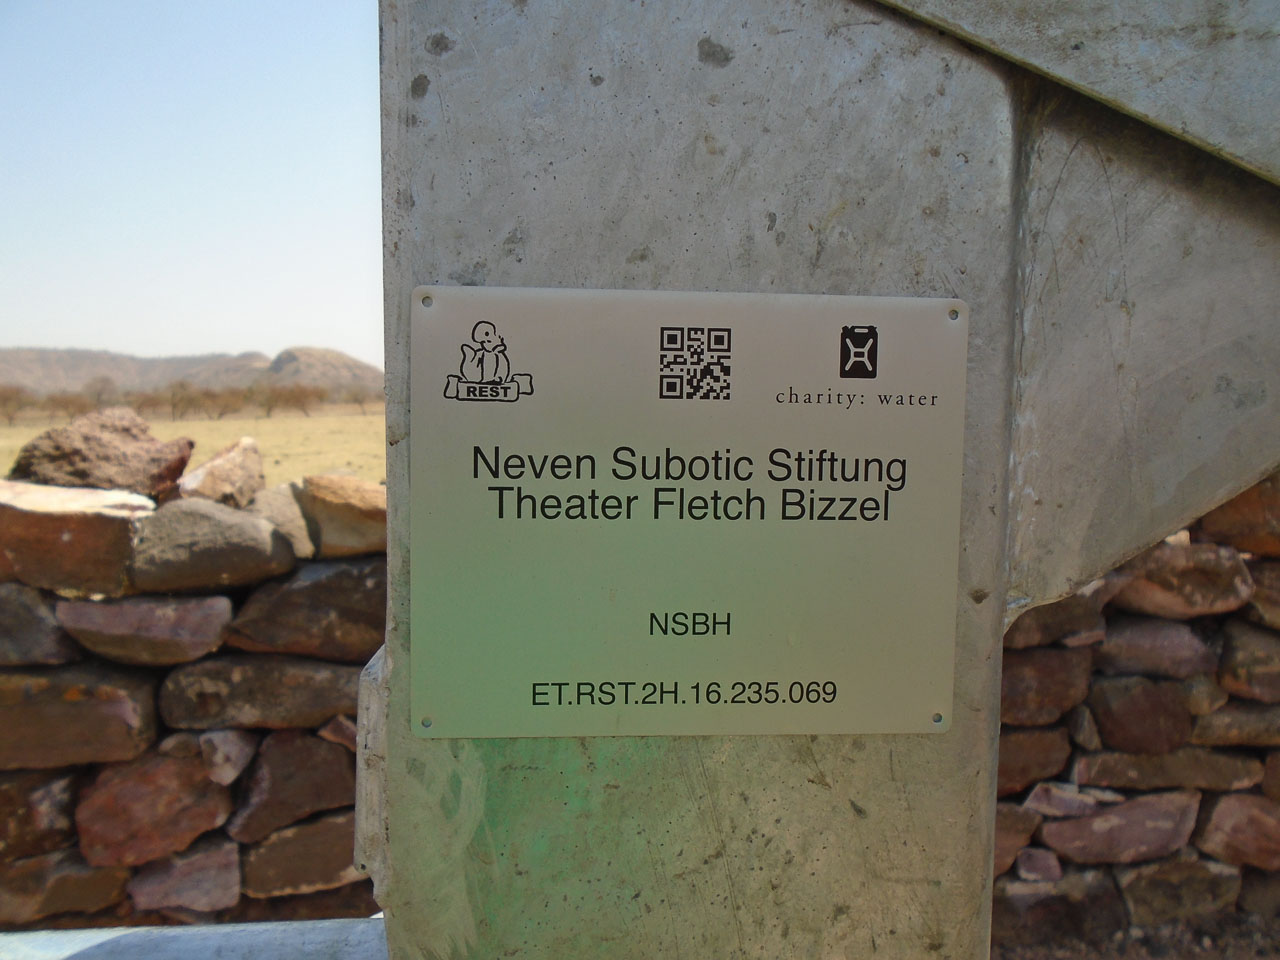 REST
charity: water
Neven Subotic Stiftung
Theater Fletch Bizzel
NSBH
ET.RST.2H.16.235.069